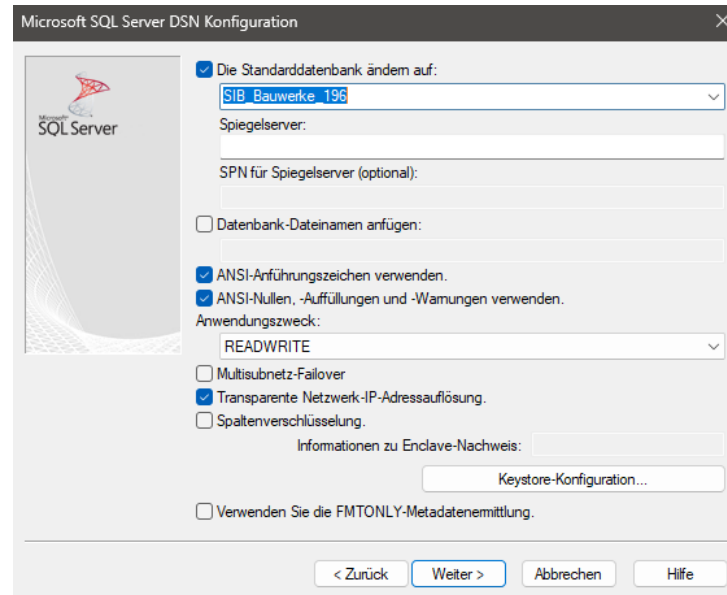 Microsoft SQL Server DSN Konfiguration
Microsoft
SQL Server
Die Standarddatenbank ändern auf:
SIB_Bauwerke_196
Spiegelserver:
SPN für Spiegelserver (optional):
Datenbank-Dateinamen anfügen:
ANSI-Anführungszeichen verwenden.
ANSI-Nullen, -Auffüllungen und -Warnungen verwenden.
Anwendungszweck:
READWRITE
Multisubnetz-Failover
Transparente Netzwerk-IP-Adressauflösung.
Spaltenverschlüsselung.
Informationen zu Enclave-Nachweis:
Keystore-Konfiguration...
Verwenden Sie die FMTONLY-Metadatenermittlung.
< Zurück Weiter > Abbrechen Hilfe